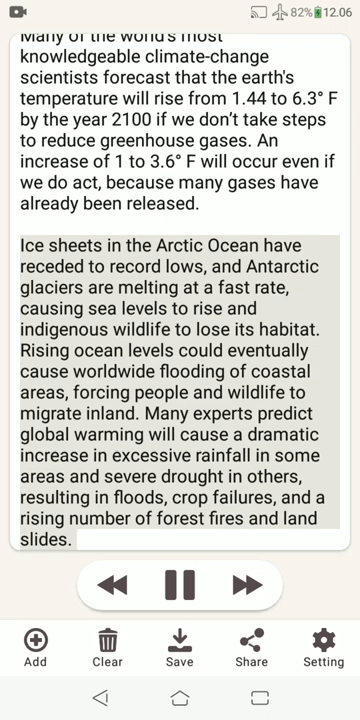 82% 12.06
Many of the world's most
knowledgeable climate-change
scientists forecast that the earth's
temperature will rise from 1.44 to 6.3° F
by the year 2100 if we don’t take steps
to reduce greenhouse gases. An
increase of 1 to 3.6° F will occur even if
we do act, because many gases have
already been released.
Ice sheets in the Arctic Ocean have
receded to record lows, and Antarctic
glaciers are melting at a fast rate,
causing sea levels to rise and
indigenous wildlife to lose its habitat.
Rising ocean levels could eventually
cause worldwide flooding of coastal
areas, forcing people and wildlife to
migrate inland. Many experts predict
global warming will cause a dramatic
increase in excessive rainfall in some
areas and severe drought in others,
resulting in floods, crop failures, and a
rising number of forest fires and land
slides.
Add Clear Save Share Setting